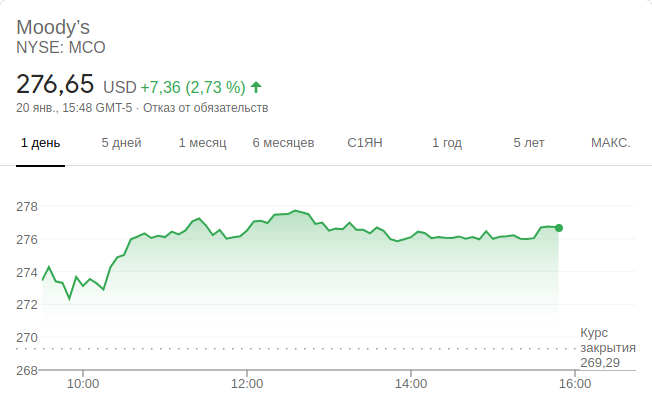 Moody’s
NYSE: MCO
276,65 USD +7,36 (2,73 %)
20 янв., 15:48 GMT-5 · Отказ от обязательств
1 день 5 дней 1 месяц 6 месяцев С1ЯН 1 год 5 лет МАКС.
278
276
274
272
270
Курс
закрытия
269,29
268
10:00 12:00 14:00 16:00